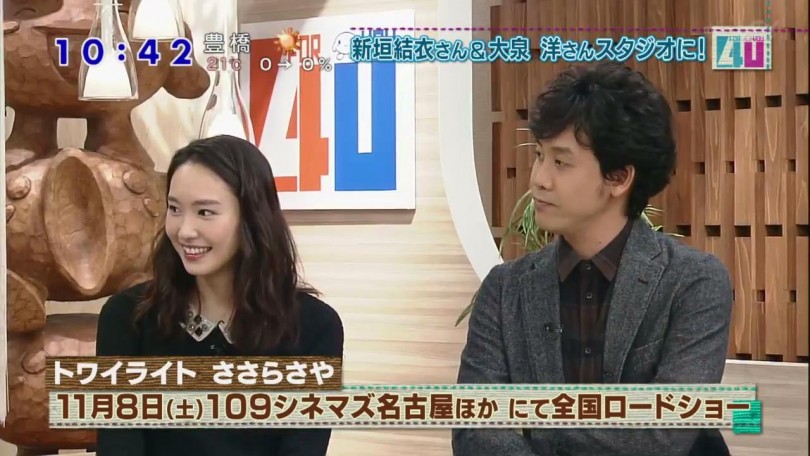 10:42
豊橋
21℃ 0→0%
新垣結衣さん&大泉 洋さんスタジオに!
4U
4U
トワイライト ささらさや
11月8日(土)109シネマズ名古屋ほか にて全国ロードショー